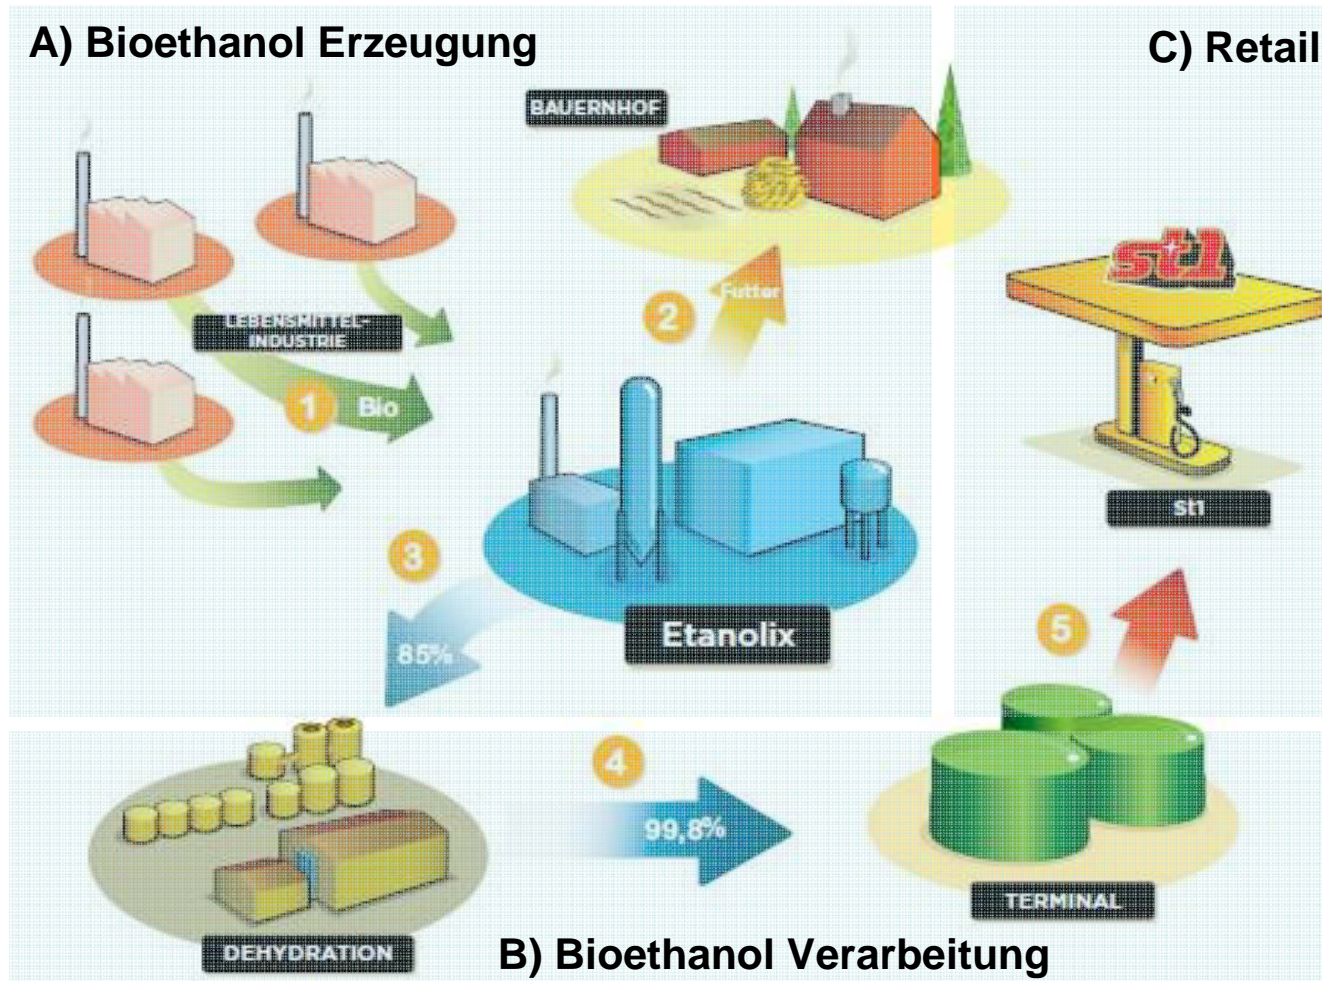 A) Bioethanol Erzeugung
C) Retail
BAUERNHOF
st1
LEBENSMITTEL-
INDUSTRIE
2
Futter
1
Bio
St1
3
85%
Etanolix
5
4
99,8%
TERMINAL
DEHYDRATION
B) Bioethanol Verarbeitung